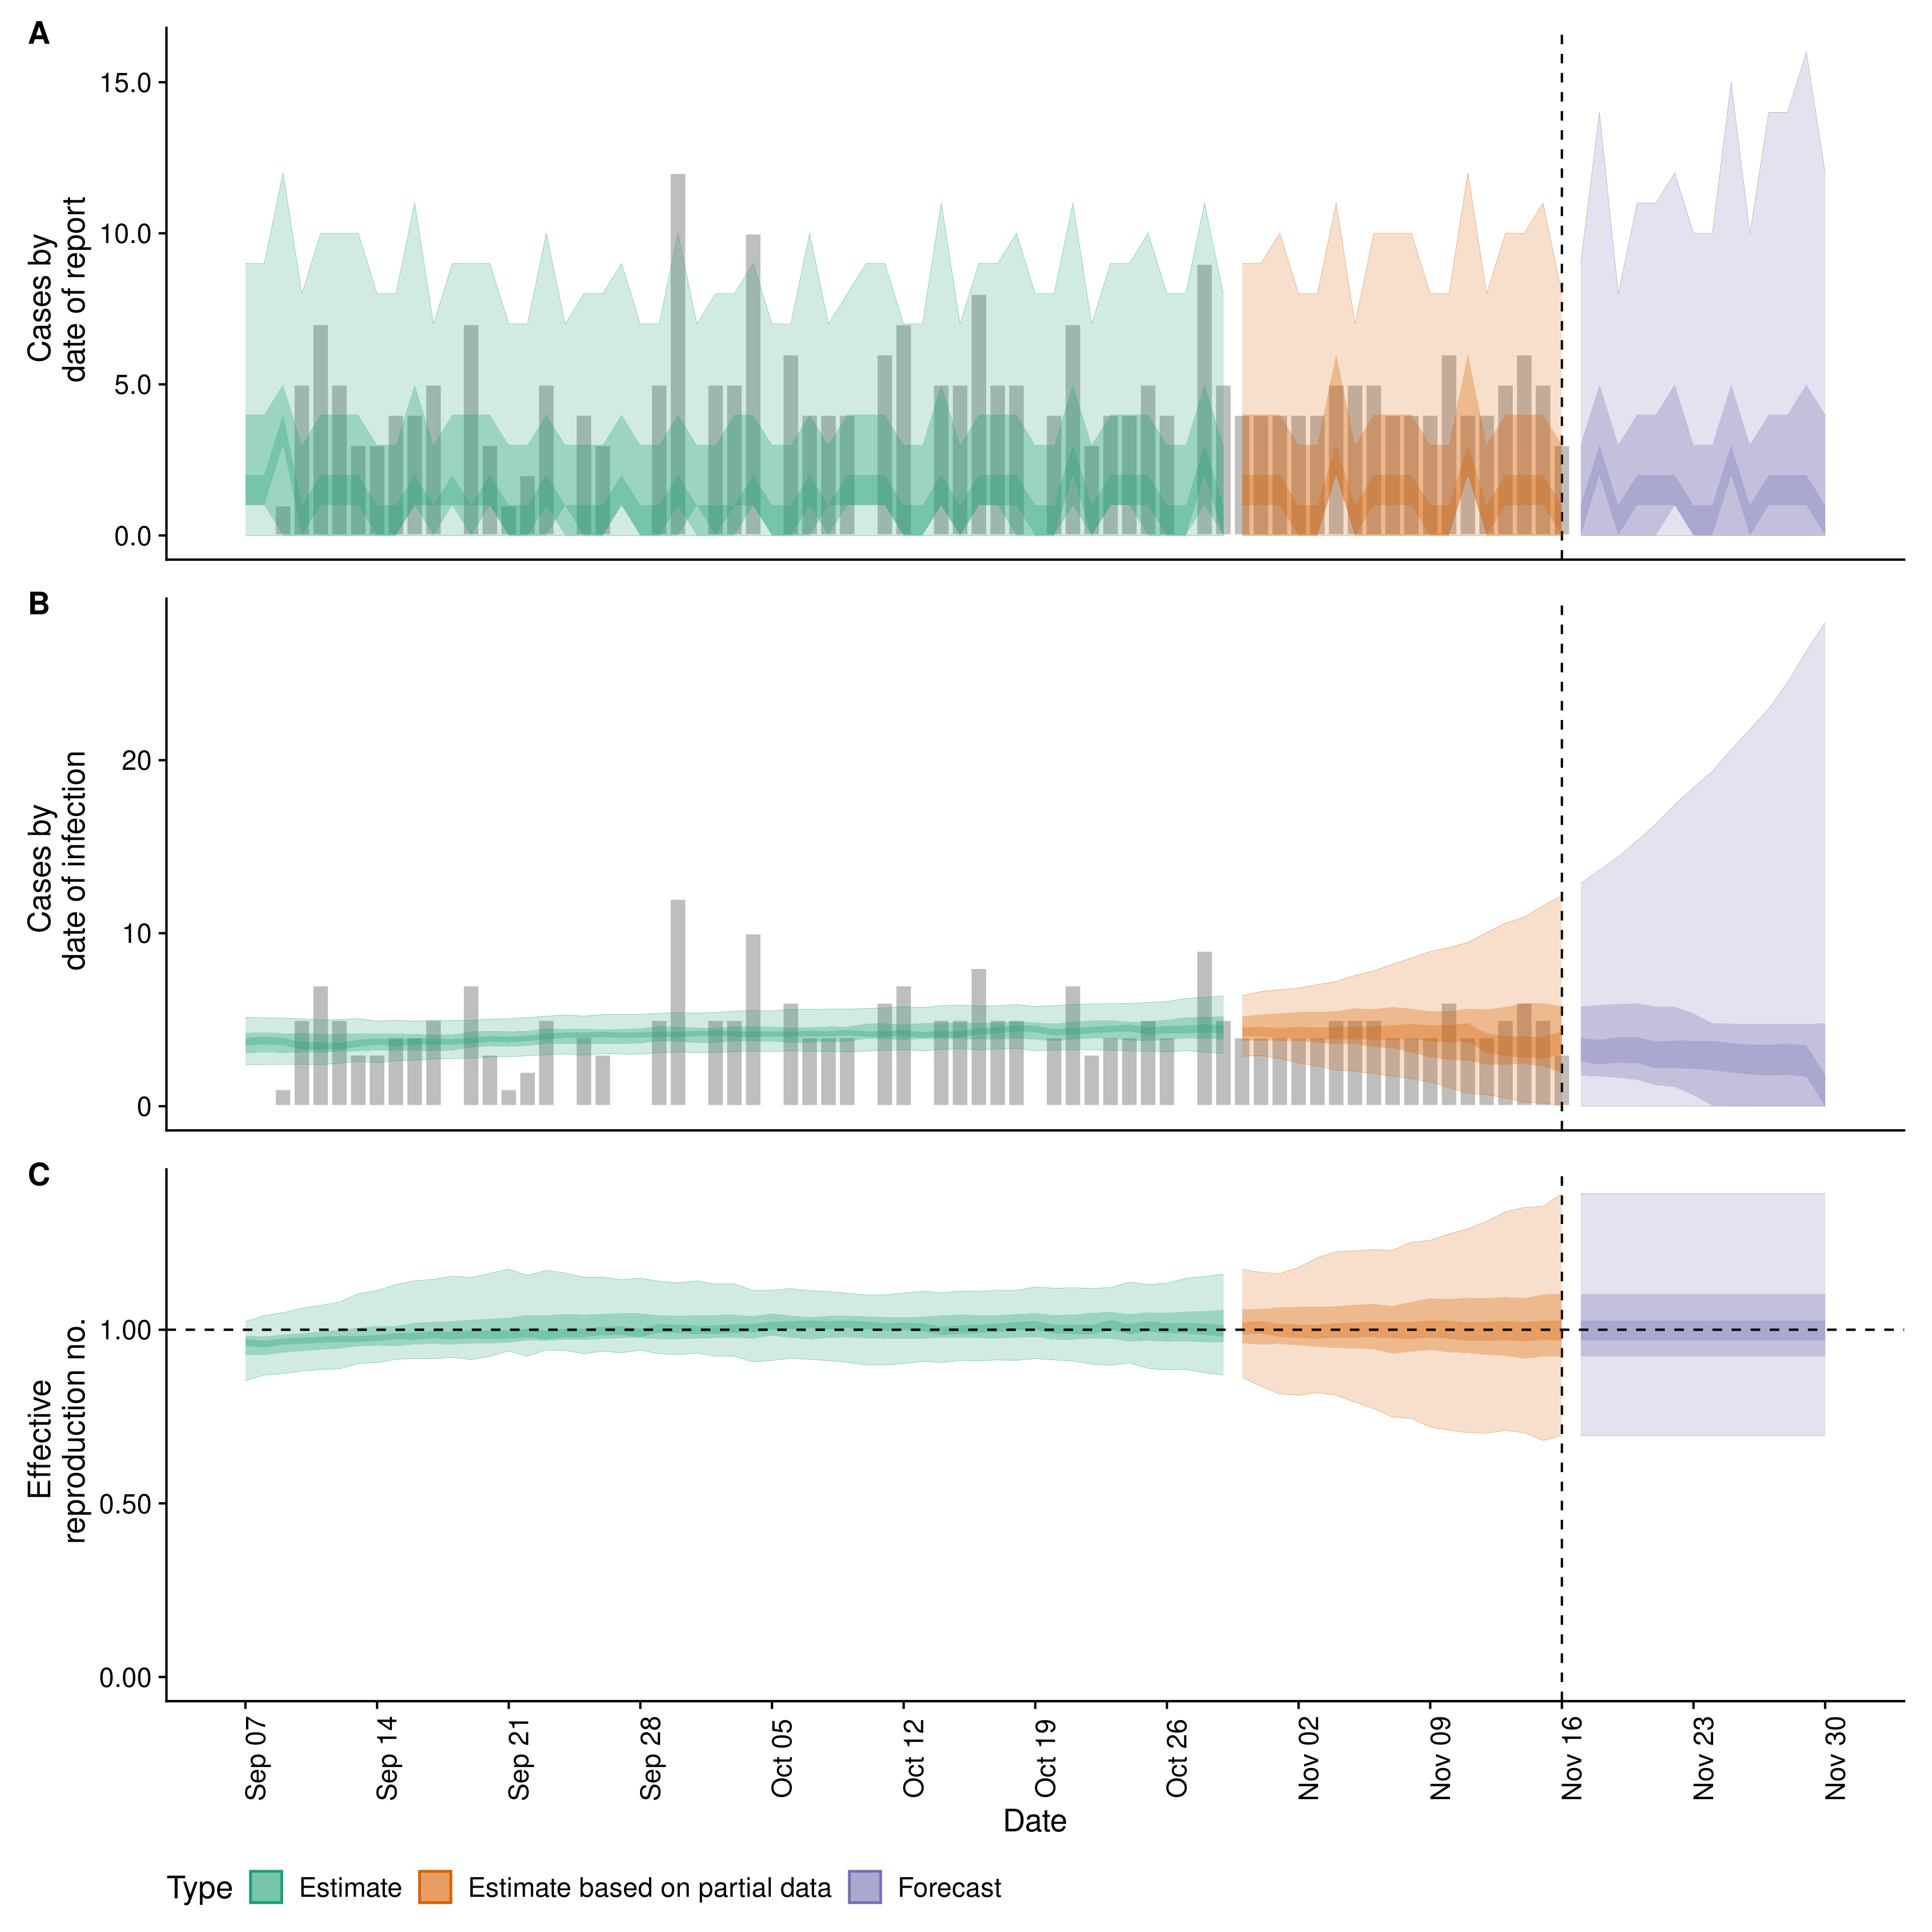 A
Cases by
date of report
15.0
10.0
5.0
0.0
B
Cases by
date of infection
20
10
0
C
Effective
reproduction no.
1.00
0.50
0.00
Sep 07
Sep 14
Sep 21
Sep 28
Oct 05
Oct 12
Oct 19
Oct 26
Nov 02
Nov 09
Nov 16
Nov 23
Nov 30
Date
Type Estimate Estimate based on partial data Forecast